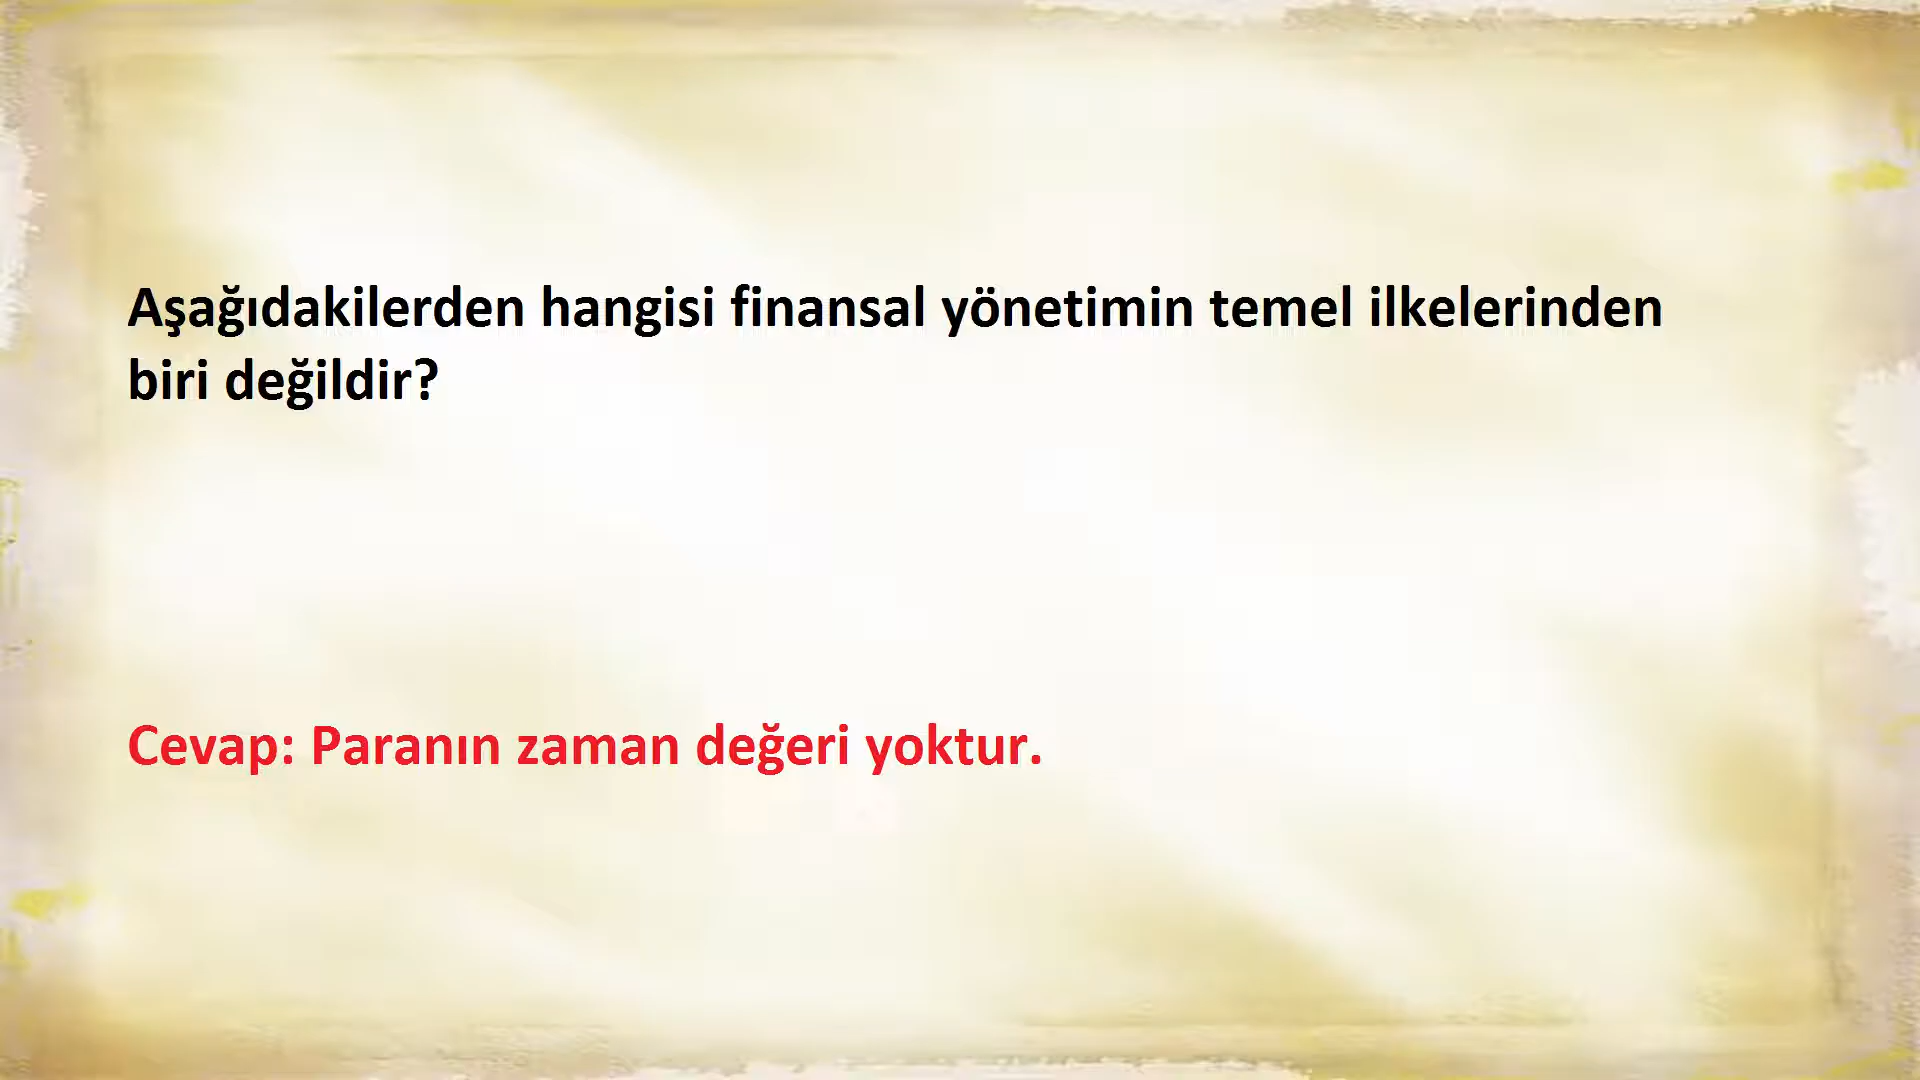 Aşağıdakilerden hangisi finansal yönetimin temel ilkelerinden
biri değildir?
Cevap: Paranın zaman değeri yoktur.